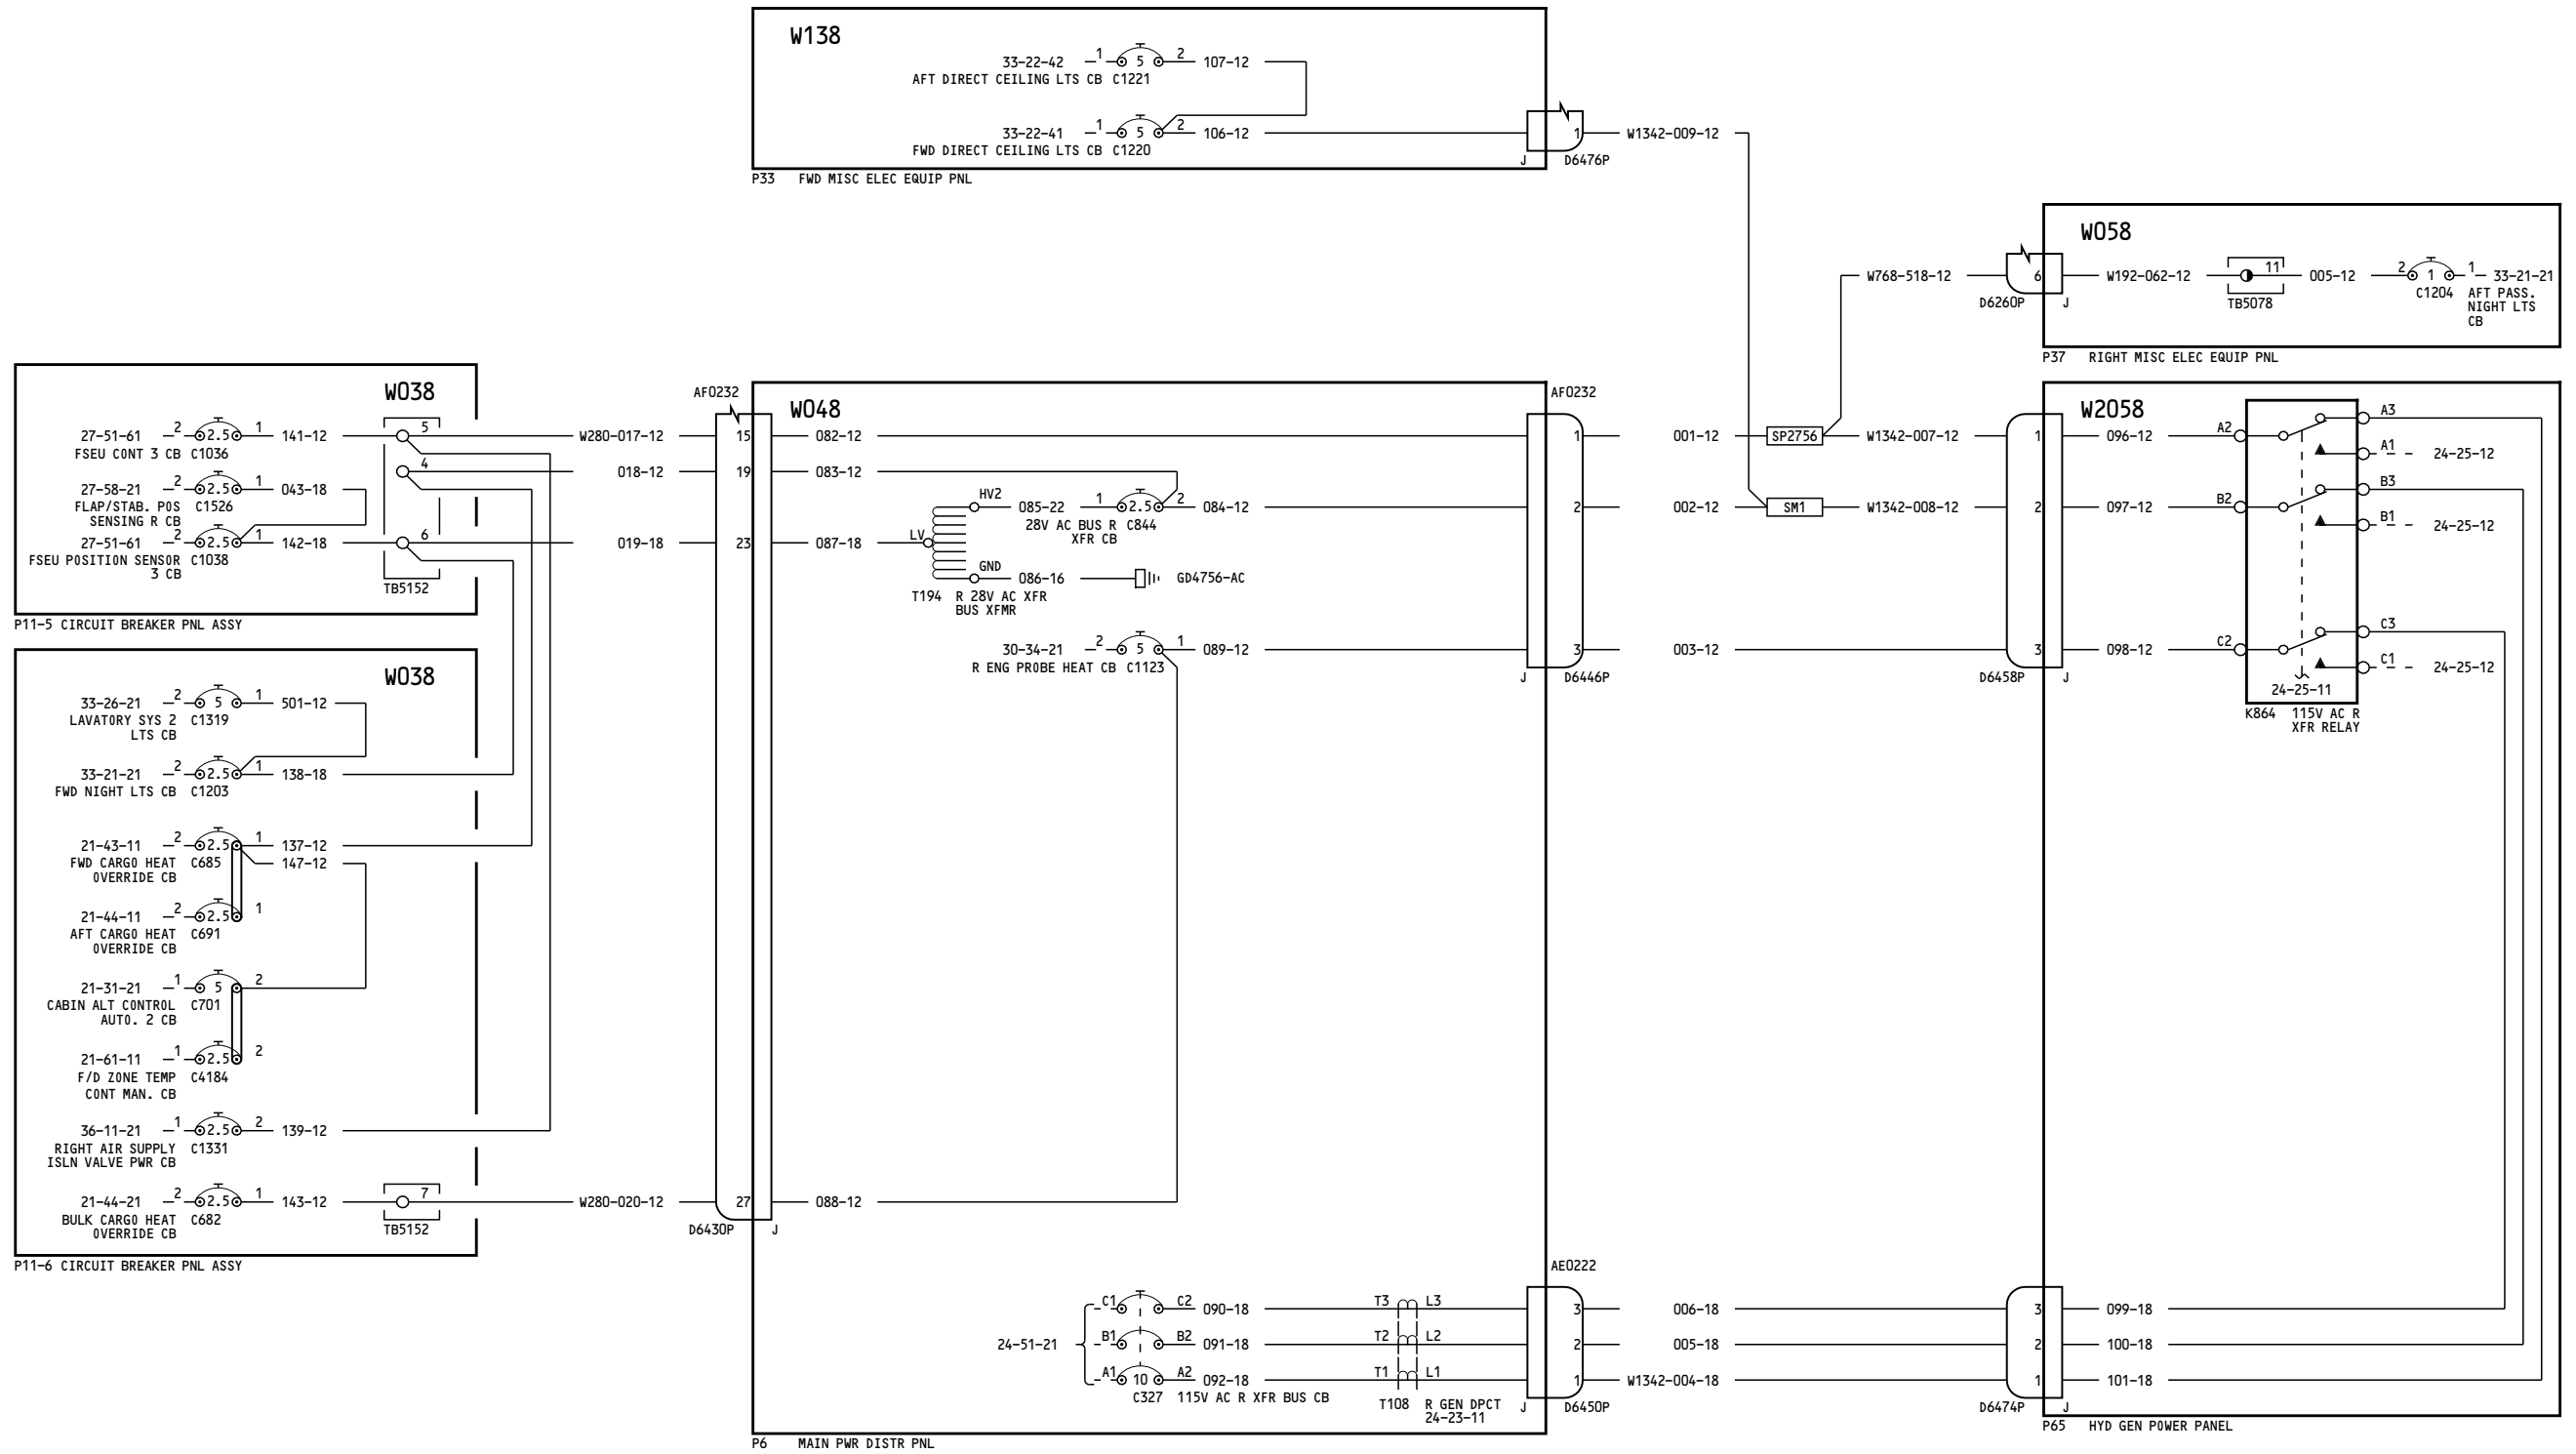 W138
33-22-42 1 5 2 107-12
AFT DIRECT CEILING LTS CB C1221
33-22-41 1 5 2 106-12
FWD DIRECT CEILING LTS CB C1220
1 W1342-009-12
J D6476P
P33 FWD MISC ELEC EQUIP PNL
W058
W768-518-12 6 W192-062-12 11 005-12 2 1 1 33-21-21
D6260P J TB5078 C1204 AFT PASS.
NIGHT LTS
CB
P37 RIGHT MISC ELEC EQUIP PNL
W038
27-51-61 2 2.5 1 141-12 5
FSEU CONT 3 CB C1036
4
27-58-21 2 2.5 1 043-18
FLAP/STAB. POS C1526
SENSING R CB
27-51-61 2 2.5 1 142-18 6
FSEU POSITION SENSOR C1038
3 CB
TB5152
P11-5 CIRCUIT BREAKER PNL ASSY
W280-017-12
018-12
019-18
W038
33-26-21 2 5 1 501-12
LAVATORY SYS 2 C1319
LTS CB
33-21-21 2 2.5 1 138-18
FWD NIGHT LTS CB C1203
21-43-11 2 2.5 1 137-12
FWD CARGO HEAT C685 147-12
OVERRIDE CB
21-44-11 2 2.5 1
AFT CARGO HEAT C691
OVERRIDE CB
21-31-21 1 5 2
CABIN ALT CONTROL C701
AUTO. 2 CB
21-61-11 1 2.5 2
F/D ZONE TEMP C4184
CONT MAN. CB
36-11-21 1 2.5 2 139-12
RIGHT AIR SUPPLY C1331
ISLN VALVE PWR CB
21-44-21 2 2.5 1 143-12 7
BULK CARGO HEAT C682 TB5152
OVERRIDE CB
P11-6 CIRCUIT BREAKER PNL ASSY
W280-020-12
AF0232 AF0232
W048
15 082-12 1
19 083-12
HV2 085-22 1 2.5 2 084-12 2
28V AC BUS R C844
XFR CB
23 087-18 LV
GND 086-16 GD4756-AC
T194 R 28V AC XFR
BUS XFMR
30-34-21 2 5 1 089-12 3
R ENG PROBE HEAT CB C1123
J D6446P
27 088-12
D6430P J
AE0222
C1 C2 090-18 T3 L3 3
24-51-21 B1 B2 091-18 T2 L2 2
A1 10 A2 092-18 T1 L1 1
C327 115V AC R XFR BUS CB
T108 R GEN DPCT
24-23-11
J D6450P
P6 MAIN PWR DISTR PNL
001-12 SP2756 W1342-007-12
002-12 SM1 W1342-008-12
003-12
006-18
005-18
W1342-004-18
W2058
1 096-12 A2 A3
A1 24-25-12
2 097-12 B2 B3
B1 24-25-12
3 098-12 C2 C3
C1 24-25-12
D6458P J
24-25-11
K864 115V AC R
XFR RELAY
3 099-18
2 100-18
1 101-18
D6474P J
P65 HYD GEN POWER PANEL